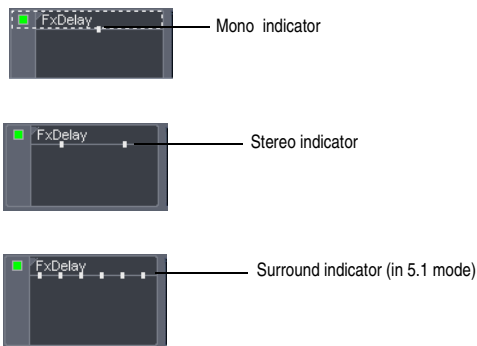 FxDelay
Mono indicator
FxDelay
Stereo indicator
FxDelay
Surround indicator (in 5.1 mode)